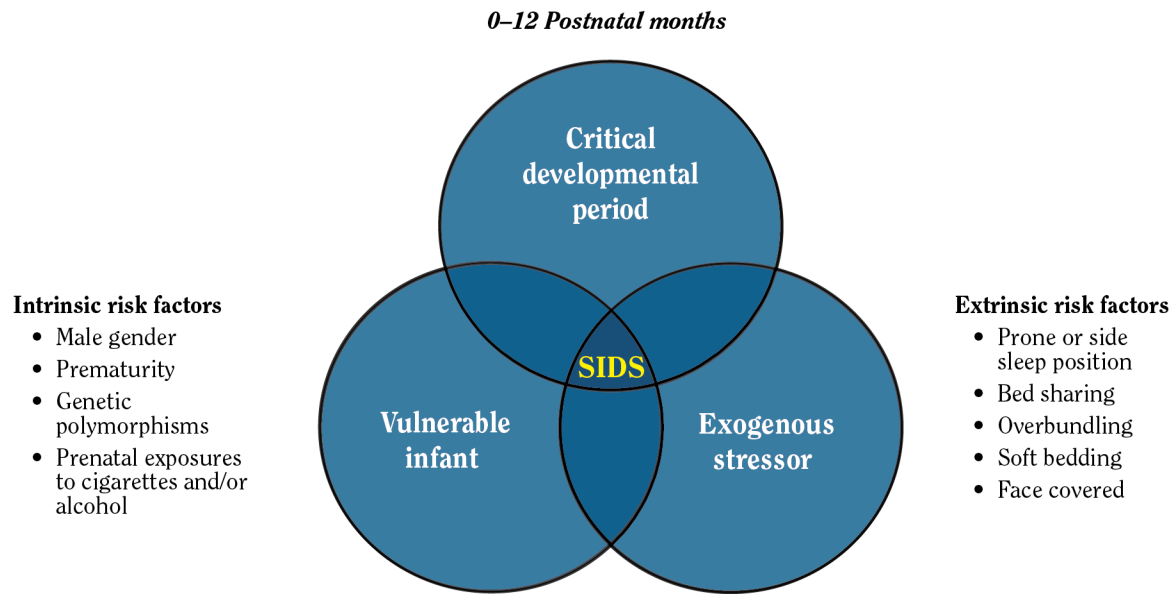 0–12 Postnatal months
Critical
developmental
period
Intrinsic risk factors
• Male gender
• Prematurity
• Genetic
polymorphisms
• Prenatal exposures
to cigarettes and/or
alcohol
SIDS
Vulnerable
infant
Exogenous
stressor
Extrinsic risk factors
• Prone or side
sleep position
• Bed sharing
• Overbundling
• Soft bedding
• Face covered